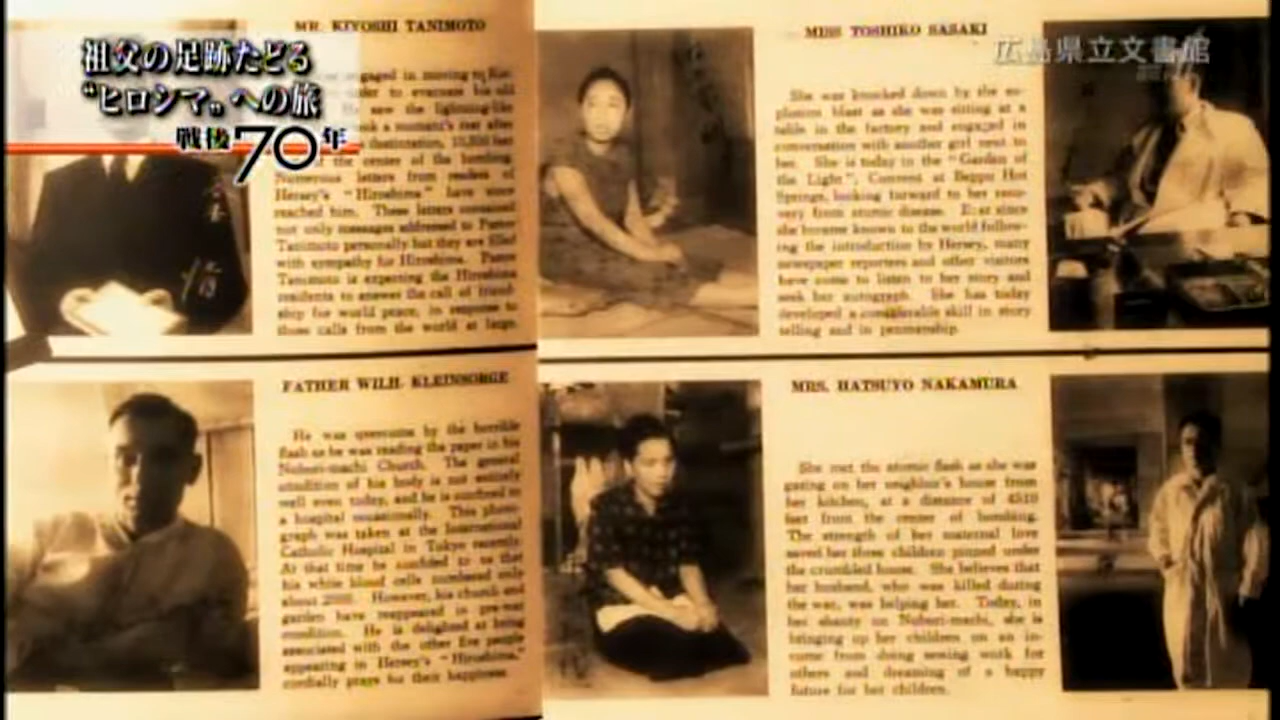 祖父の足跡たどる
“ヒロシマ„への旅
戦後70年
広島県立文書館
MR. KIYOSHI TANIMOTO
engaged in moving to Koi
order to evacuate his old
He saw the lightning-like
took a moment's rest after
destination, 10,500 feet
the center of the bombing.
Numerous letters from readers of
Hersey's "Hiroshima" have since
reached him. These letters contained
not only messages addressed to Pastor
Tanimoto personally but they are filled
with sympathy for Hiroshima. Pastor
Tanimoto is expecting the Hiroshima
residents to answer the call of friend-
ship for world peace, in response to
those calls from the world at large.
MISS TOSHIKO SASAKI
She was knocked down by the ex-
plosion blast as she was sitting at a
table in the factory and engaged in
conversation with another girl next to
her. She is today in the "Garden of
the Light", Convent at Beppu Hot
Springs, looking forward to her reco-
very from atomic disease. Ever since
she became known to the world follow-
ing the introduction by Hersey, many
newspaper reporters and other visitors
have come to listen to her story and
seek her autograph. She has today
developed a considerable skill in story
telling and in penmanship.
FATHER WILH. KLEINSORGE
He was overcome by the horrible
flash as he was reading the paper in his
Nobori-machi Church. The general
condition of his body is not entirely
well even today, and he is confined to
a hospital occasionally. This photo-
graph was taken at the International
Catholic Hospital in Tokyo recently.
At that time he confided to us that
his white blood cells numbered only
about However, his church and
garden have reappeared in pre-war
condition. He is delighted at being
associated with the other five people
appearing in Hersey's "Hiroshima,"
cordially prays for their happiness.
MRS. HATSUYO NAKAMURA
She met the atomic flash as she was
gazing on her neighbor's house from
her kitchen, at a distance of
feet from the center of bombing.
The strength of her maternal love
saved her three children pinned under
the crumbled house. She believes that
her husband, who was killed during
the war, was helping her. Today, in
her shanty on Nobori-machi, she is
bringing up her children on an in-
come from doing sewing work for
others and dreaming of a happy
future for her children.